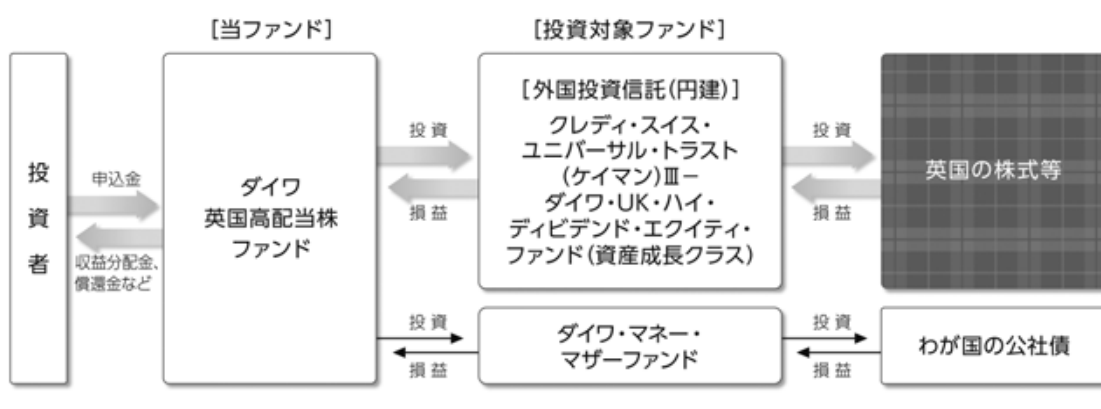 [当ファンド]
[投資対象ファンド]
投資者
申込金
収益分配金、
償還金など
ダイワ
英国高配当株
ファンド
投資
損益
[外国投資信託(円建)]
クレディ・スイス・
ユニバーサル・トラスト
(ケイマン)Ⅲ－
ダイワ・UK・ハイ・
ディビデンド・エクイティ・
ファンド(資産成長クラス)
投資
損益
英国の株式等
投資
損益
ダイワ・マネー・
マザーファンド
投資
損益
わが国の公社債